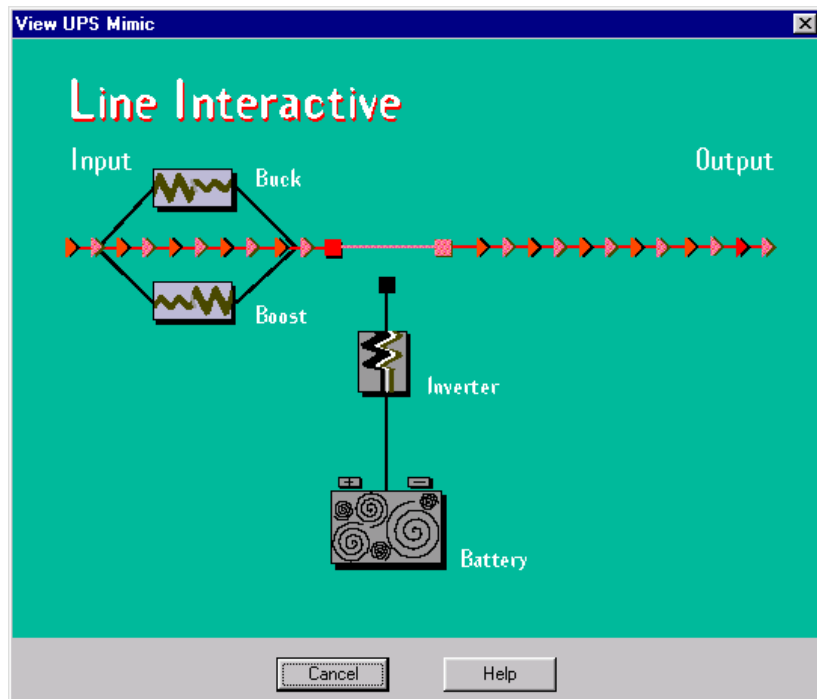 View UPS Mimic
Line Interactive
Input
Output
Buck
Boost
Inverter
+ −
Battery
Cancel
Help